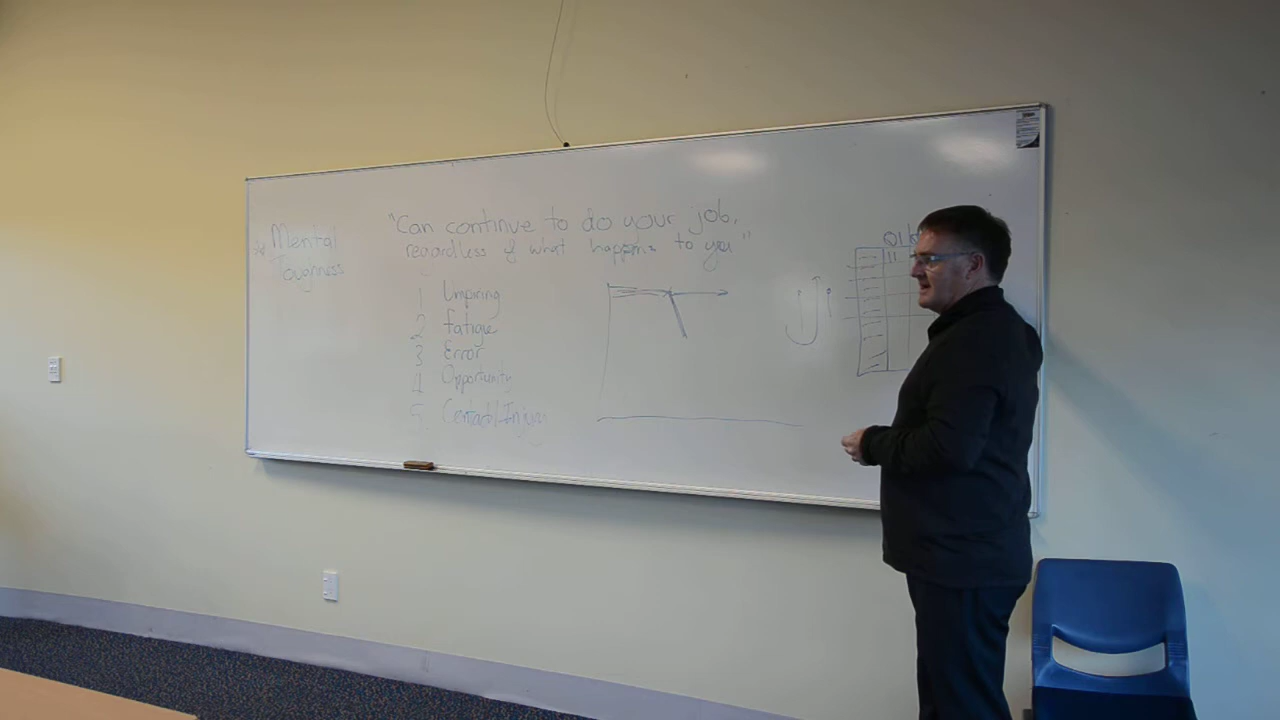 Mental
Toughness
"Can continue to do your job,
regardless of what happens to you"
1 Umpiring
2 fatigue
3 Error
4 Opportunity
5 Contact/Injury